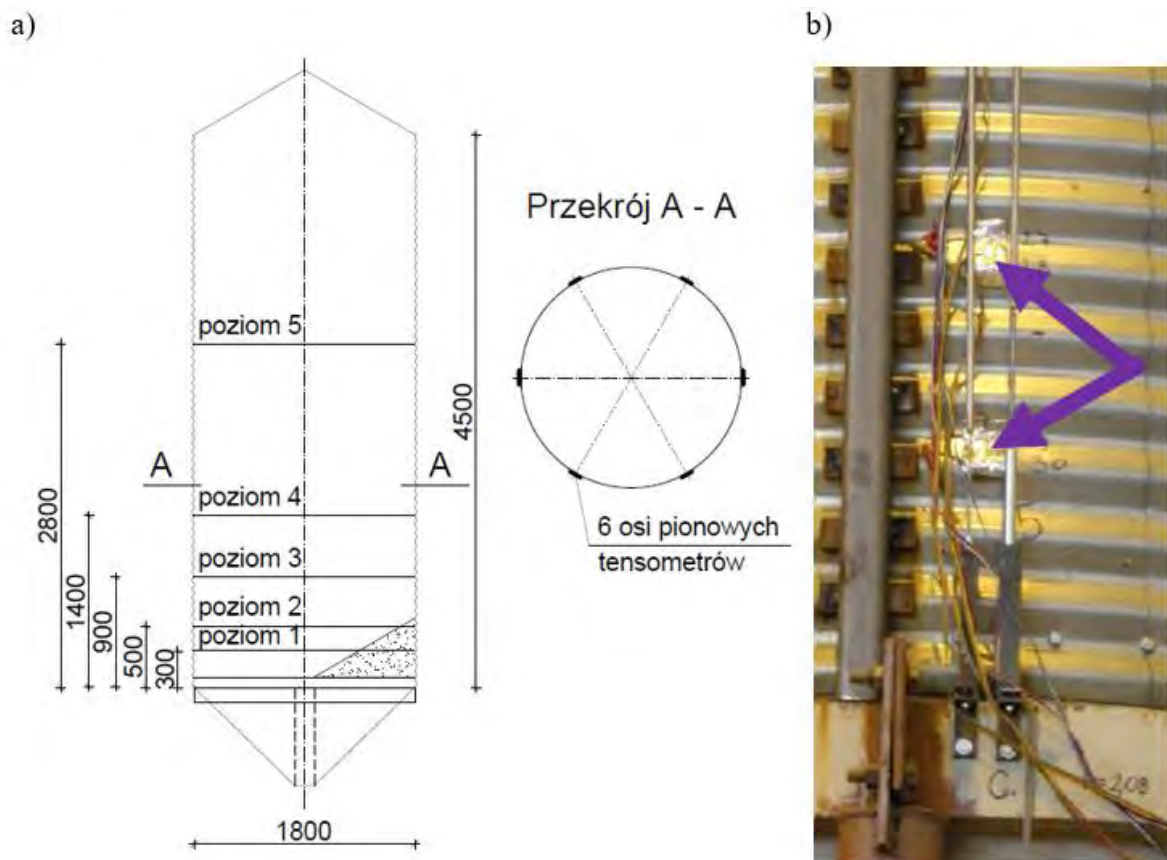 a)
b)
Przekrój A - A
poziom 5
4500
A
A
2800
poziom 4
6 osi pionowych
tensometrów
1400
poziom 3
900
poziom 2
500
poziom 1
300
1800
G.